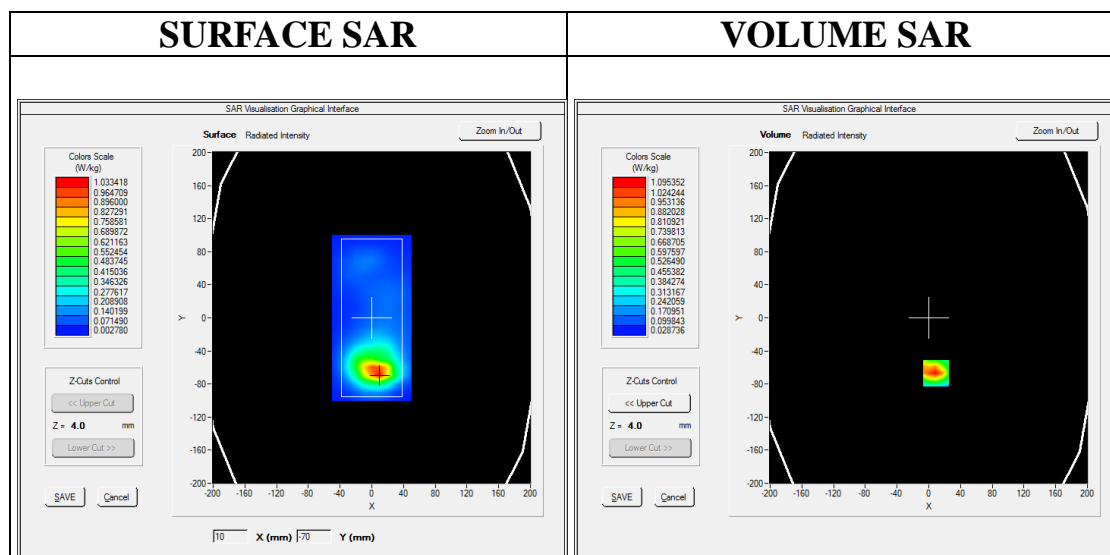 SURFACE SAR
VOLUME SAR
SAR Visualisation Graphical Interface
Surface Radiated Intensity
Zoom In/Out
Colors Scale
(W/kg)
1.033418
0.964709
0.896000
0.827291
0.758581
0.689872
0.621163
0.552454
0.483745
0.415036
0.346326
0.277617
0.208908
0.140199
0.071490
0.002780
200
160
120
80
40
0
-40
-80
-120
-160
-200
Y
-200 -160 -120 -80 -40 0 40 80 120 160 200
X
Z-Cuts Control
<< Upper Cut
Z = 4.0 mm
Lower Cut >>
SAVE Cancel
10 X (mm) -70 Y (mm)
SAR Visualisation Graphical Interface
Volume Radiated Intensity
Zoom In/Out
Colors Scale
(W/kg)
1.095352
1.024244
0.953136
0.882028
0.810921
0.739813
0.668705
0.597597
0.526490
0.455382
0.384274
0.313167
0.242059
0.170951
0.099843
0.028736
200
160
120
80
40
0
-40
-80
-120
-160
-200
Y
-200 -160 -120 -80 -40 0 40 80 120 160 200
X
Z-Cuts Control
<< Upper Cut
Z = 4.0 mm
Lower Cut >>
SAVE Cancel